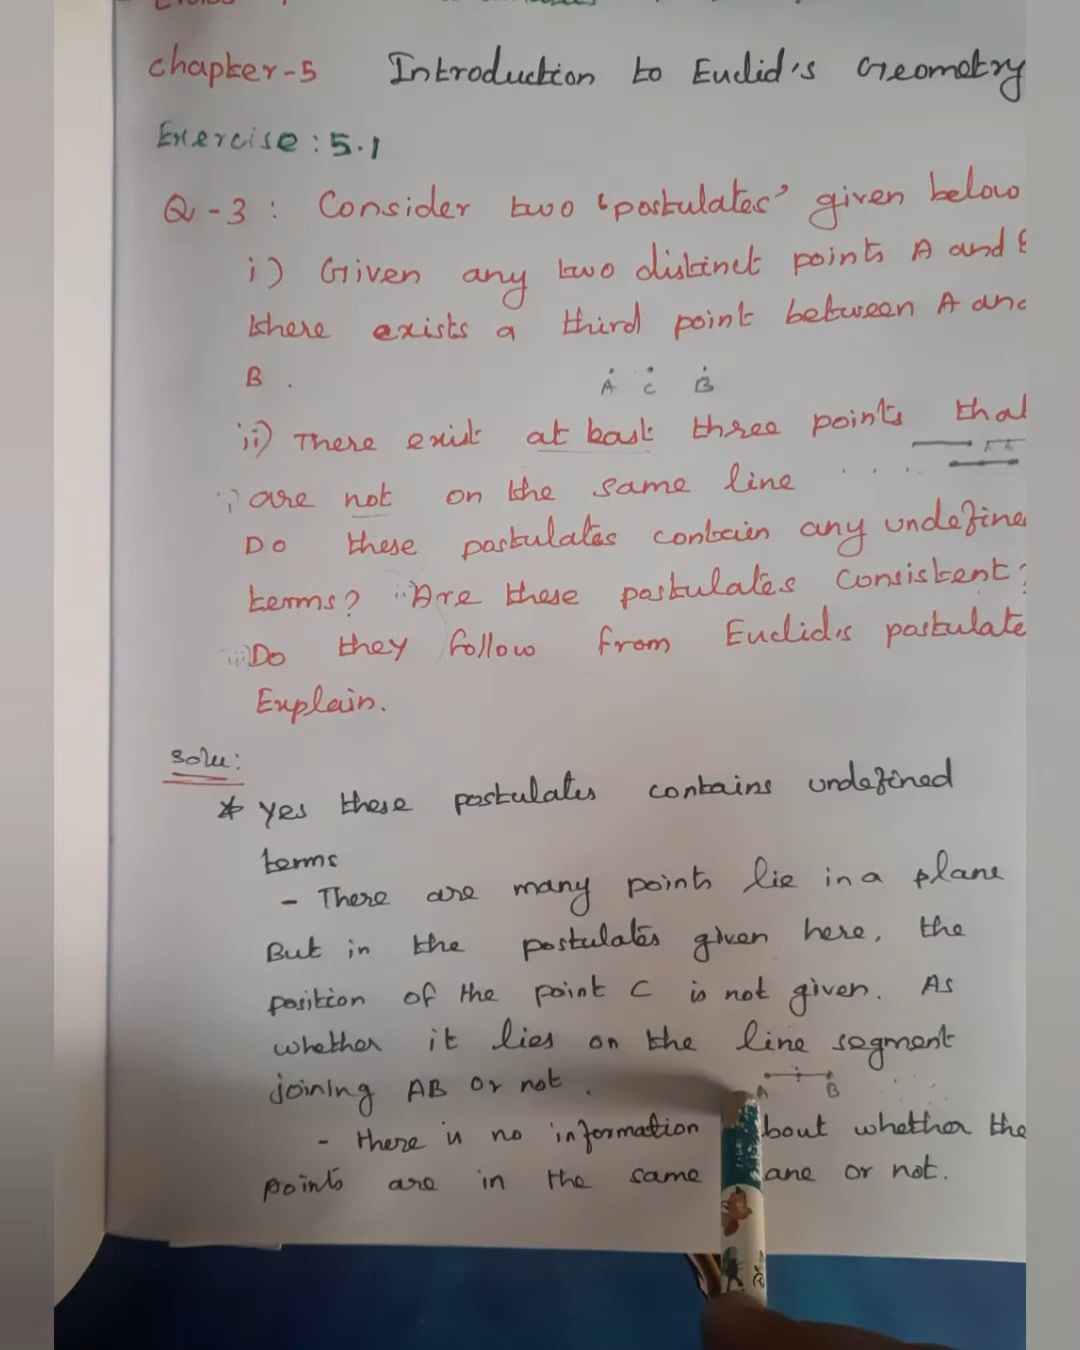 chapter-5 Introduction to Euclid's Geometry
Exercise: 5.1
Q-3: Consider two 'postulates' given below
i) Given any two distinct points A and
there exists a third point between A and
B.
A C B
ii) There exist at least three points that
i) are not on the same line
Do these postulates contain any undefine
terms? ii Are these postulates consistent?
iii) Do they follow from Euclid's postulate
Explain.
Solu:
* Yes these postulates contains undefined
terms
- There are many points lie in a plane
But in the postulates given here, the
position of the point C is not given. As
whether it lies on the line segment
joining AB or not.
A B
- there is no information bout whether the
points are in the same ane or not.